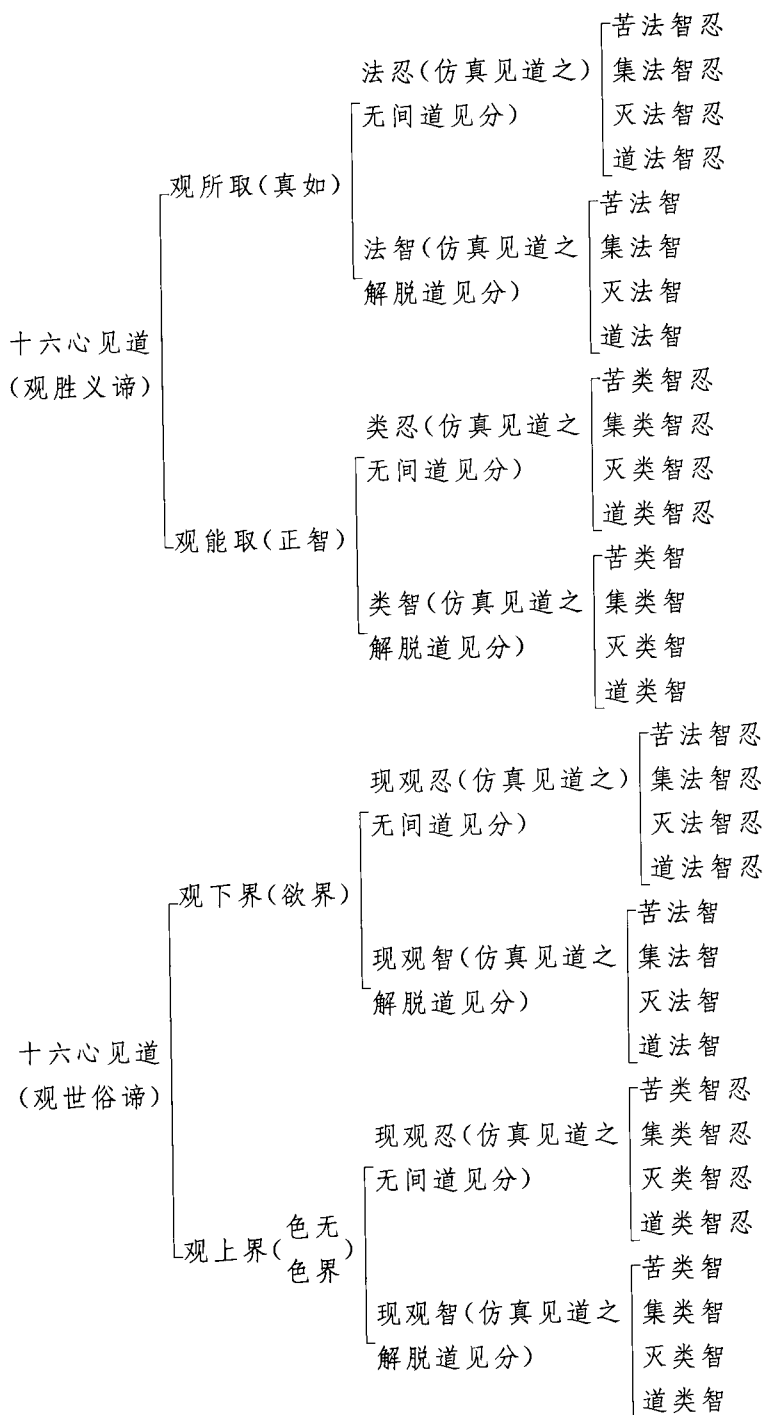 十六心见道
(观胜义谛)
观所取(真如)
法忍(仿真见道之)
无间道见分)
苦法智忍
集法智忍
灭法智忍
道法智忍
法智(仿真见道之
解脱道见分)
苦法智
集法智
灭法智
道法智
观能取(正智)
类忍(仿真见道之
无间道见分)
苦类智忍
集类智忍
灭类智忍
道类智忍
类智(仿真见道之
解脱道见分)
苦类智
集类智
灭类智
道类智
十六心见道
(观世俗谛)
观下界(欲界)
现观忍(仿真见道之)
无间道见分)
苦法智忍
集法智忍
灭法智忍
道法智忍
现观智(仿真见道之
解脱道见分)
苦法智
集法智
灭法智
道法智
观上界(色无色界)
现观忍(仿真见道之
无间道见分)
苦类智忍
集类智忍
灭类智忍
道类智忍
现观智(仿真见道之
解脱道见分)
苦类智
集类智
灭类智
道类智